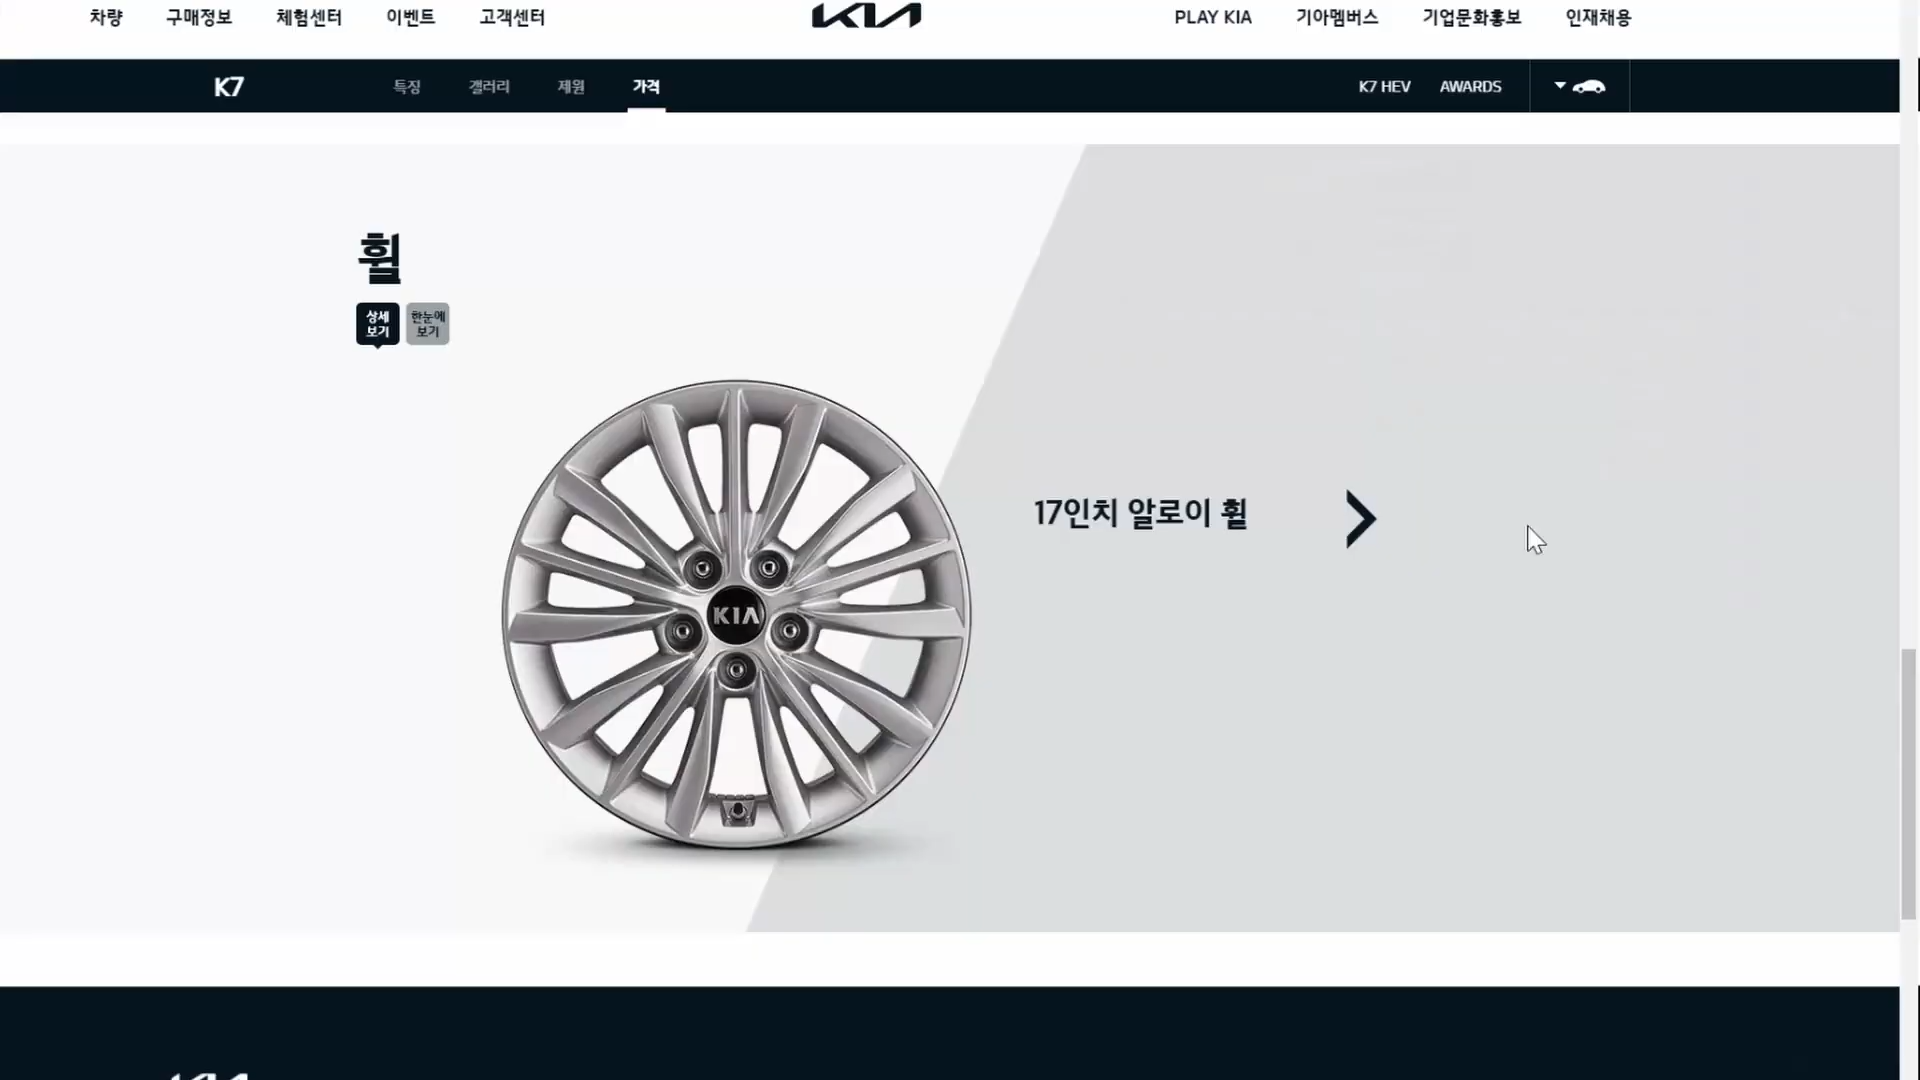 차량 구매정보 체험센터 이벤트 고객센터 KIA PLAY KIA 기아멤버스 기업문화홍보 인재채용
K7 특징 갤러리 제원 가격 K7 HEV AWARDS
휠
상세 한눈에
보기 보기
17인치 알로이 휠
KIA